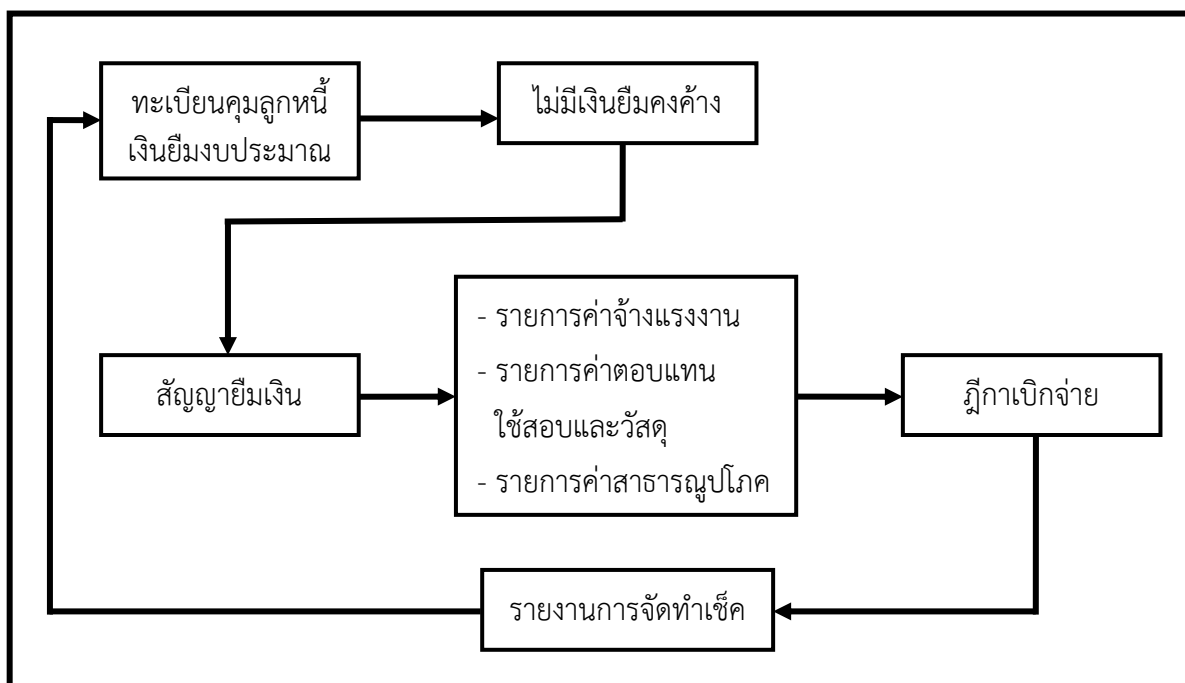 ทะเบียนคุมลูกหนี้
เงินยืมงบประมาณ
ไม่มีเงินยืมคงค้าง
สัญญายืมเงิน
- รายการค่าจ้างแรงงาน
- รายการค่าตอบแทน
ใช้สอบและวัสดุ
- รายการค่าสาธารณูปโภค
ฎีกาเบิกจ่าย
รายงานการจัดทำเช็ค